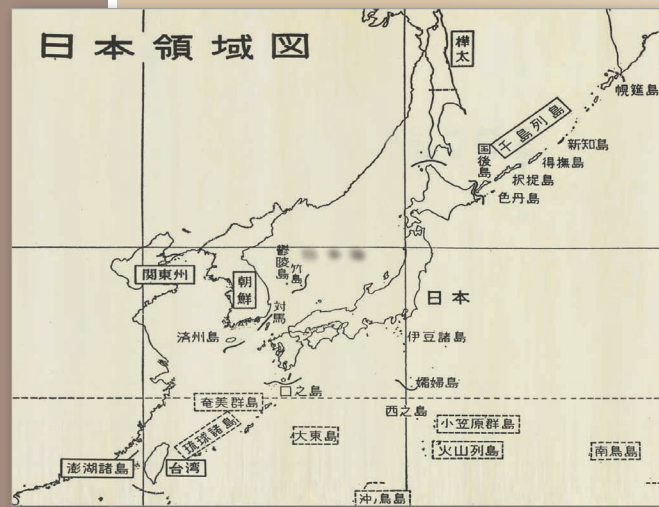 日本領域図
樺太
幌筵島
千島列島
国後島
新知島
得撫島
択捉島
色丹島
鬱陵島
竹島
関東州
朝鮮
対馬
日本
済州島
伊豆諸島
口之島
孀婦島
奄美群島
西之島
琉球諸島
大東島
小笠原群島
火山列島
南鳥島
澎湖諸島
台湾
沖ノ鳥島